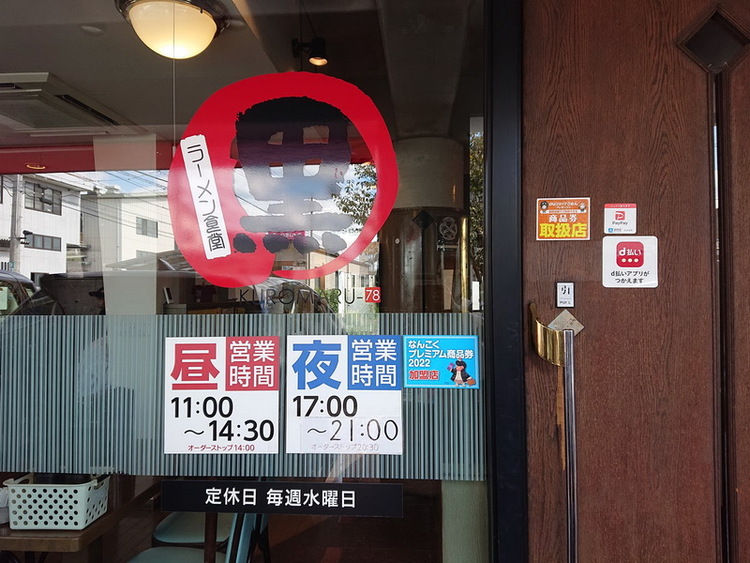 ラーメン食堂
黒
KUROMARU-78
昼
営業
時間
11:00
～14:30
オーダーストップ14:00
夜
営業
時間
17:00
～21:00
オーダーストップ20:30
なんこく
プレミアム商品券
2022
加盟店
定休日 毎週水曜日
商品券
取扱店
PayPay
d払い
d払いアプリが
つかえます
引
PULL